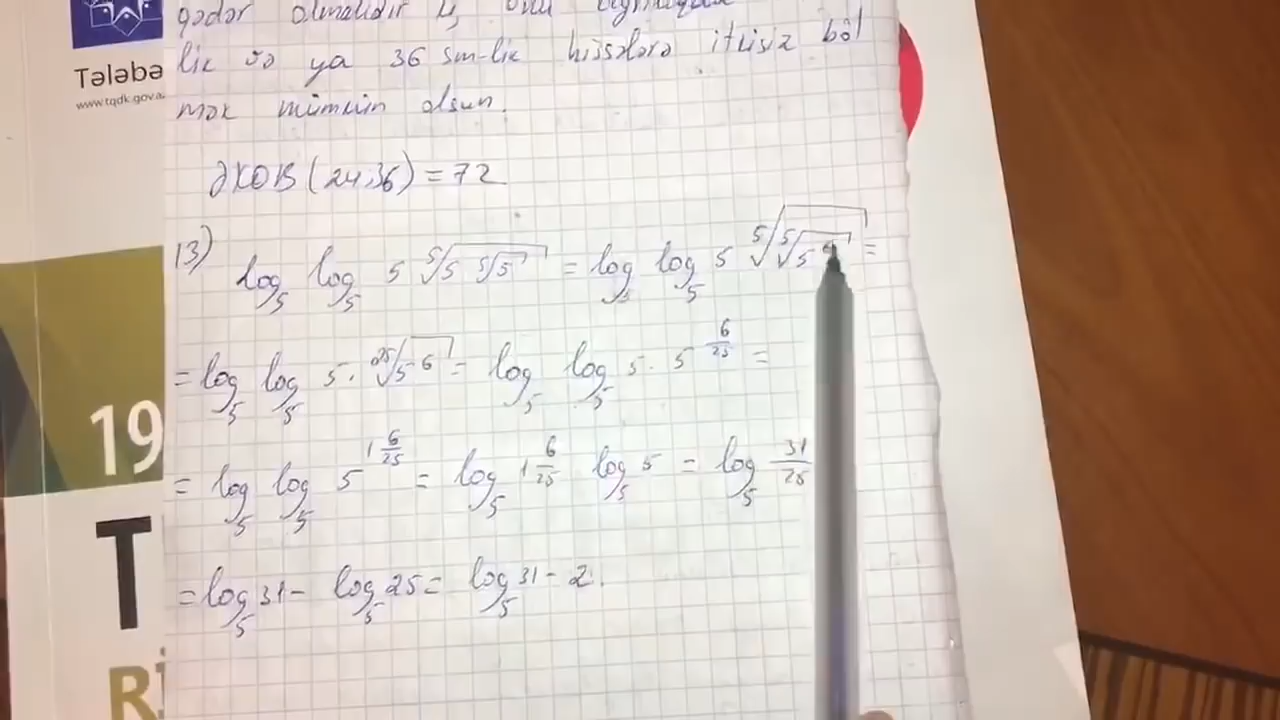 qədər olmalıdır ki, onu
lik və ya 36 sm-lik hissələrə itkisiz böl
mək mümkün olsun.
ƏKOB(24,36)=72
13) log₅ log₅ 5 ⁵√(5 ⁵√5) = log₅ log₅ 5 ⁵√(⁵√(5
= log₅ log₅ 5 · ²⁵√(5⁶) = log₅ log₅ 5 · 5^(6/25) =
= log₅ log₅ 5^(1 6/25) = log₅ 1 6/25 log₅ 5 = log₅ 31/25
= log₅ 31 - log₅ 25 = log₅ 31 - 2.
Tələbə
www.tqdk.gov.a
19
T
Rİ